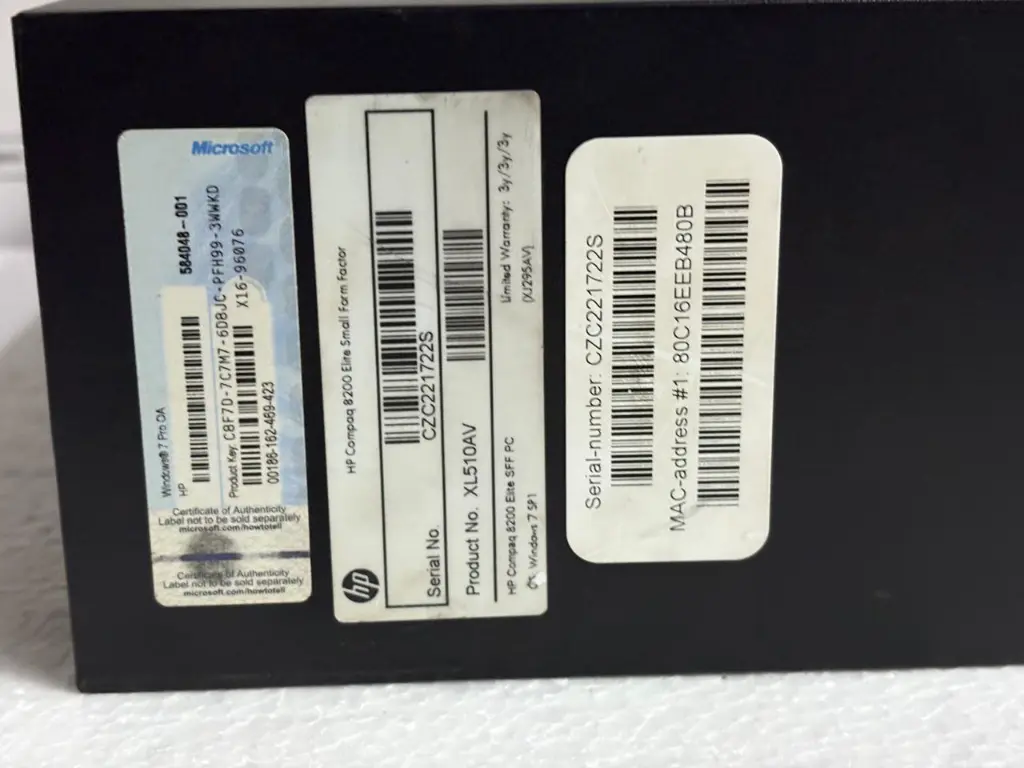 Microsoft
584048-001
Windows® 7 Pro OA
HP
Product Key: C8F7D-7C7M7-6D8JC-PFH99-3WWKD
X16-96076
00186-162-469-423
Certificate of Authenticity
Label not to be sold separately
microsoft.com/howtotell
Certificate of Authenticity
Label not to be sold separately
microsoft.com/howtotell
hp
HP Compaq 8200 Elite Small Form Factor
Serial No. CZC221722S
Product No. XL510AV
Limited Warranty: 3y/3y/3y
HP Compaq 8200 Elite SFF PC
(XJ295AV)
Windows 7 SP1
Serial-number: CZC221722S
MAC-address #1: 80C16EEB480B